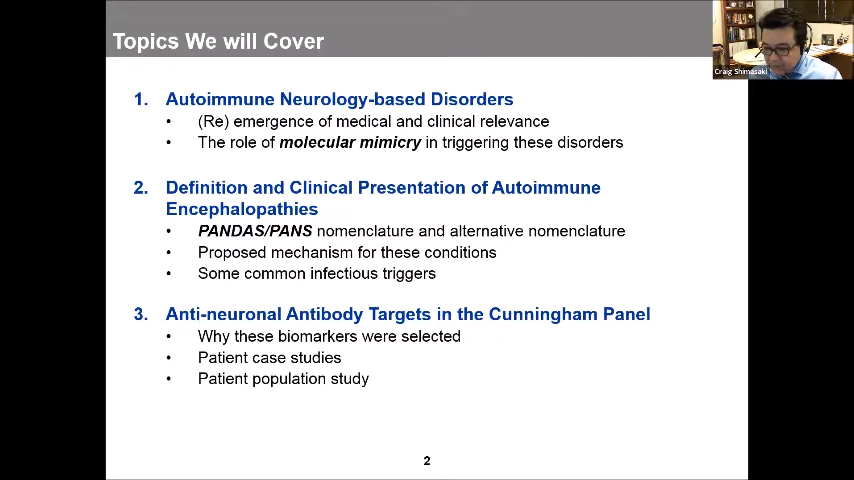 Topics We will Cover
Craig Shimasaki
1. Autoimmune Neurology-based Disorders
• (Re) emergence of medical and clinical relevance
• The role of molecular mimicry in triggering these disorders
2. Definition and Clinical Presentation of Autoimmune
Encephalopathies
• PANDAS/PANS nomenclature and alternative nomenclature
• Proposed mechanism for these conditions
• Some common infectious triggers
3. Anti-neuronal Antibody Targets in the Cunningham Panel
• Why these biomarkers were selected
• Patient case studies
• Patient population study
2